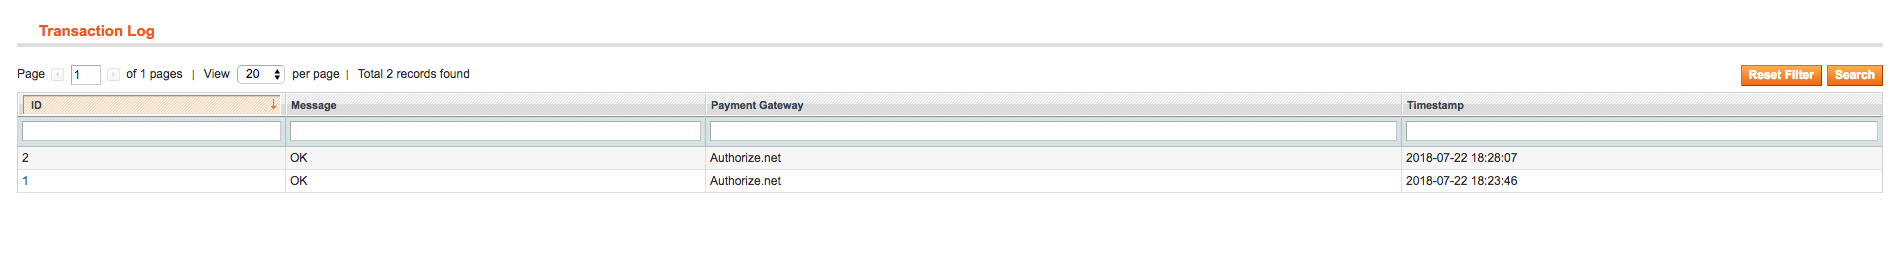 Transaction Log
Page 1 of 1 pages | View 20 per page | Total 2 records found Reset Filter Search
ID Message Payment Gateway Timestamp
2 OK Authorize.net 2018-07-22 18:28:07
1 OK Authorize.net 2018-07-22 18:23:46